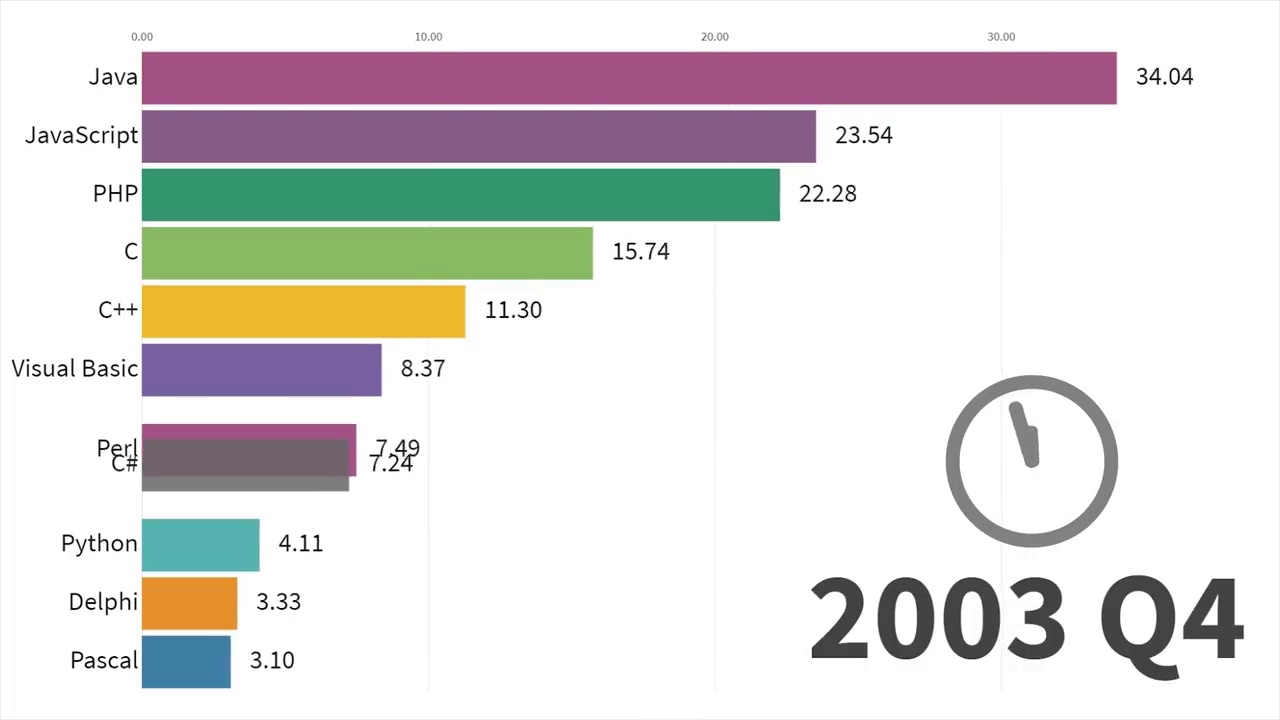 0.00 10.00 20.00 30.00
Java 34.04
JavaScript 23.54
PHP 22.28
C 15.74
C++ 11.30
Visual Basic 8.37
Perl 7.49
C# 7.24
Python 4.11
Delphi 3.33
Pascal 3.10
2003 Q4